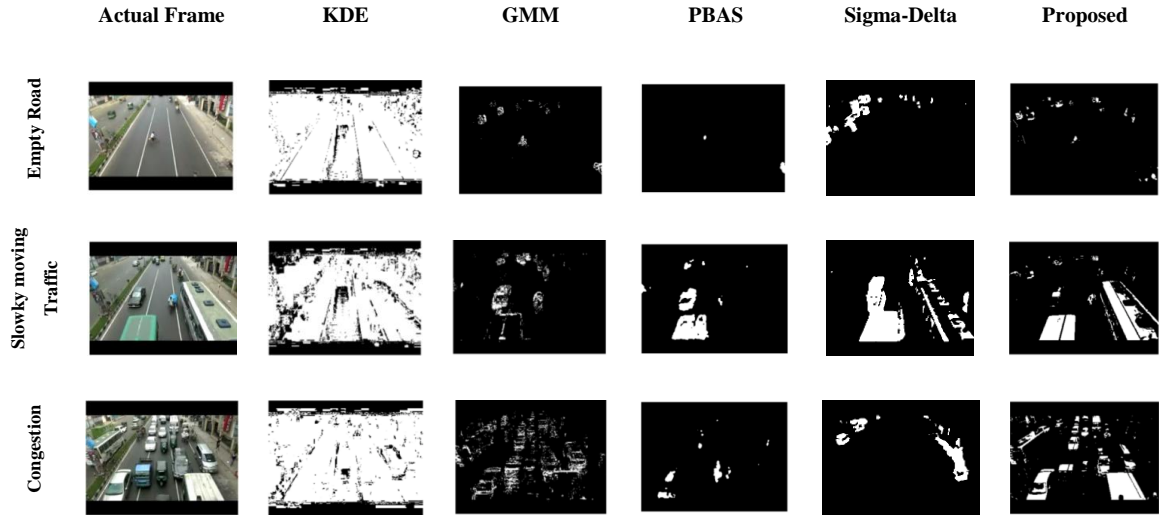 Actual Frame KDE GMM PBAS Sigma-Delta Proposed
Empty Road
Slowky moving
Traffic
Congestion